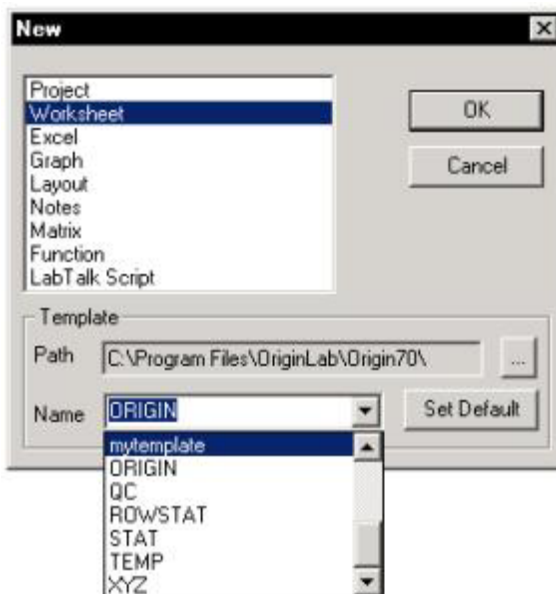 New
Project
Worksheet
Excel
Graph
Layout
Notes
Matrix
Function
LabTalk Script
OK
Cancel
Template
Path C:\Program Files\OriginLab\Origin70\ ...
Name ORIGIN Set Default
mytemplate
ORIGIN
QC
ROWSTAT
STAT
TEMP
XYZ